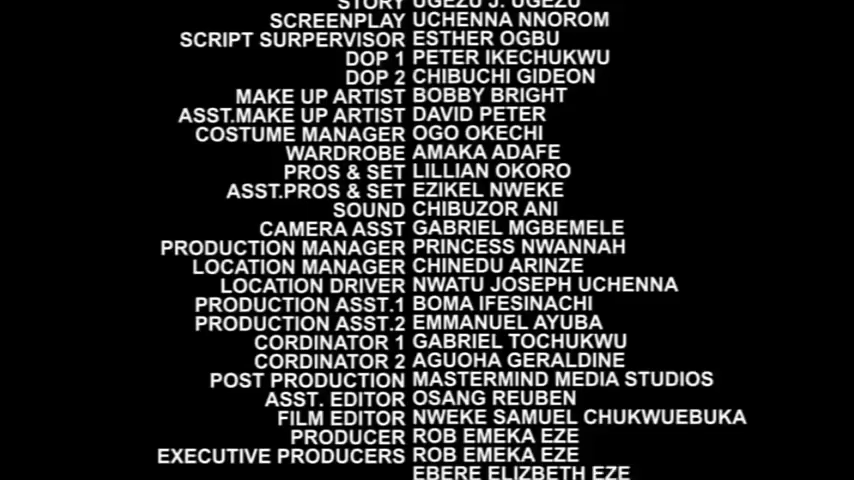 STORY UGEZU J. UGEZU
SCREENPLAY UCHENNA NNOROM
SCRIPT SURPERVISOR ESTHER OGBU
DOP 1 PETER IKECHUKWU
DOP 2 CHIBUCHI GIDEON
MAKE UP ARTIST BOBBY BRIGHT
ASST.MAKE UP ARTIST DAVID PETER
COSTUME MANAGER OGO OKECHI
WARDROBE AMAKA ADAFE
PROS & SET LILLIAN OKORO
ASST.PROS & SET EZIKEL NWEKE
SOUND CHIBUZOR ANI
CAMERA ASST GABRIEL MGBEMELE
PRODUCTION MANAGER PRINCESS NWANNAH
LOCATION MANAGER CHINEDU ARINZE
LOCATION DRIVER NWATU JOSEPH UCHENNA
PRODUCTION ASST.1 BOMA IFESINACHI
PRODUCTION ASST.2 EMMANUEL AYUBA
CORDINATOR 1 GABRIEL TOCHUKWU
CORDINATOR 2 AGUOHA GERALDINE
POST PRODUCTION MASTERMIND MEDIA STUDIOS
ASST. EDITOR OSANG REUBEN
FILM EDITOR NWEKE SAMUEL CHUKWUEBUKA
PRODUCER ROB EMEKA EZE
EXECUTIVE PRODUCERS ROB EMEKA EZE
EBERE ELIZBETH EZE